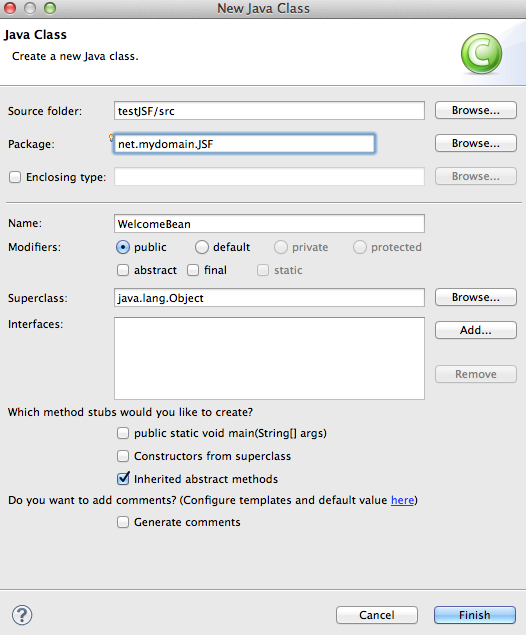 New Java Class
Java Class
Create a new Java class.
C
Source folder: testJSF/src Browse...
Package: net.mydomain.JSF Browse...
Enclosing type: Browse...
Name: WelcomeBean
Modifiers: public default private protected
abstract final static
Superclass: java.lang.Object Browse...
Interfaces: Add...
Remove
Which method stubs would you like to create?
public static void main(String[] args)
Constructors from superclass
Inherited abstract methods
Do you want to add comments? (Configure templates and default value here)
Generate comments
? Cancel Finish